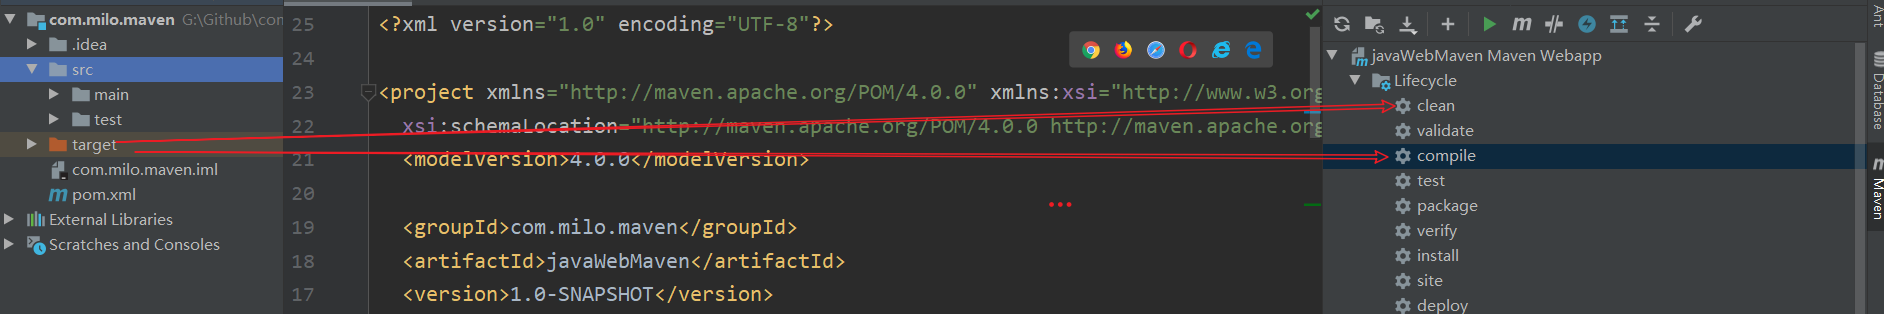 com.milo.maven G:\Github\con
.idea
src
main
test
target
com.milo.maven.iml
pom.xml
External Libraries
Scratches and Consoles
25 <?xml version="1.0" encoding="UTF-8"?>
24
23 <project xmlns="http://maven.apache.org/POM/4.0.0" xmlns:xsi="http://www.w3.org
22 xsi:schemaLocation="http://maven.apache.org/POM/4.0.0 http://maven.apache.org
21 <modelVersion>4.0.0</modelVersion>
20
...
19 <groupId>com.milo.maven</groupId>
18 <artifactId>javaWebMaven</artifactId>
17 <version>1.0-SNAPSHOT</version>
m
javaWebMaven Maven Webapp
Lifecycle
clean
validate
compile
test
package
verify
install
site
deploy
Ant
Database
Maven